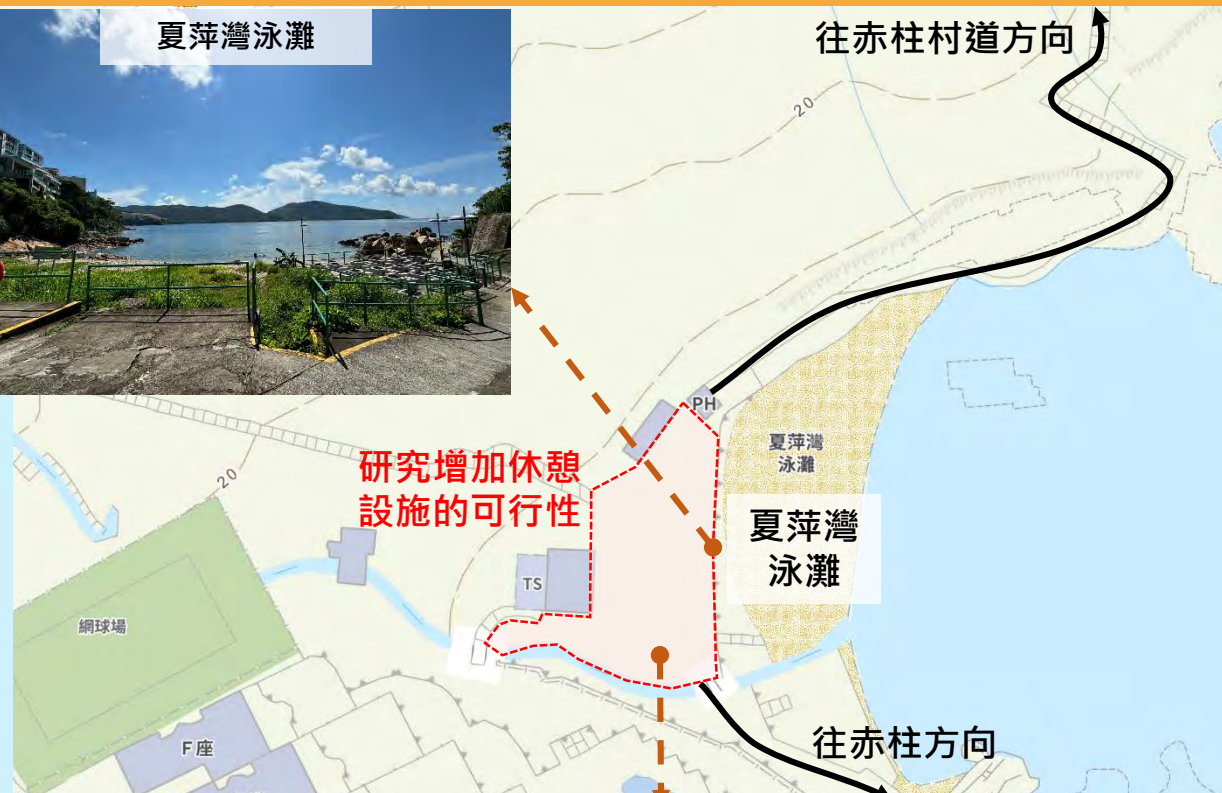 夏萍灣泳灘
往赤柱村道方向
20
PH
夏萍灣
泳灘
研究增加休憩
設施的可行性
20
夏萍灣
泳灘
TS
網球場
F座
往赤柱方向